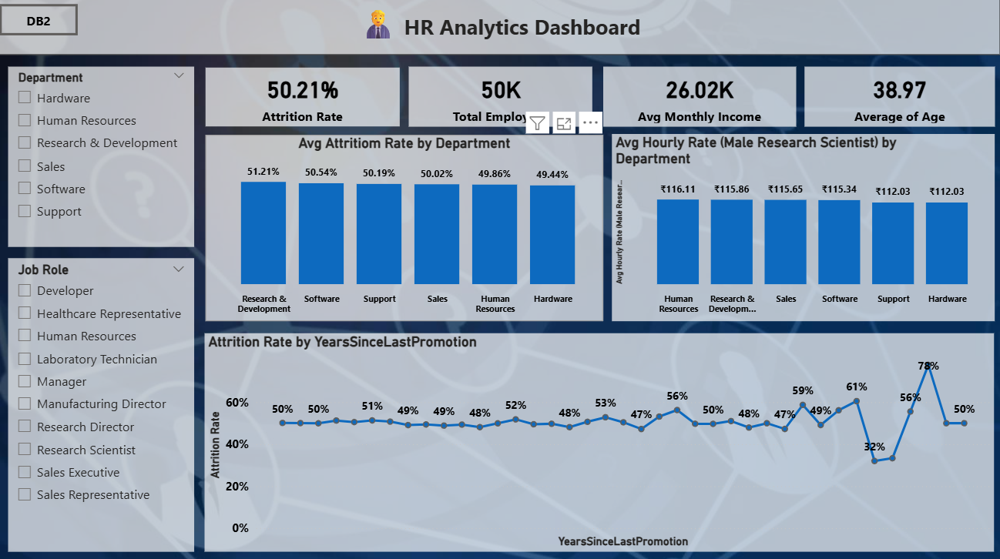 DB2
HR Analytics Dashboard
Department
Hardware
Human Resources
Research & Development
Sales
Software
Support
Job Role
Developer
Healthcare Representative
Human Resources
Laboratory Technician
Manager
Manufacturing Director
Research Director
Research Scientist
Sales Executive
Sales Representative
50.21%
Attrition Rate
50K
Total Employ
26.02K
Avg Monthly Income
38.97
Average of Age
Avg Attritiom Rate by Department
51.21% 50.54% 50.19% 50.02% 49.86% 49.44%
Research & Software Support Sales Human Hardware
Development Resources
Avg Hourly Rate (Male Research Scientist) by
Department
Avg Hourly Rate (Male Resear...
₹116.11 ₹115.86 ₹115.65 ₹115.34 ₹112.03 ₹112.03
Human Research & Sales Software Support Hardware
Resources Developm...
Attrition Rate by YearsSinceLastPromotion
Attrition Rate
60%
40%
20%
0%
50% 50% 51% 49% 49% 48% 52% 48% 53% 47% 56% 50% 48% 47% 59% 49% 61% 32% 56% 78% 50%
YearsSinceLastPromotion